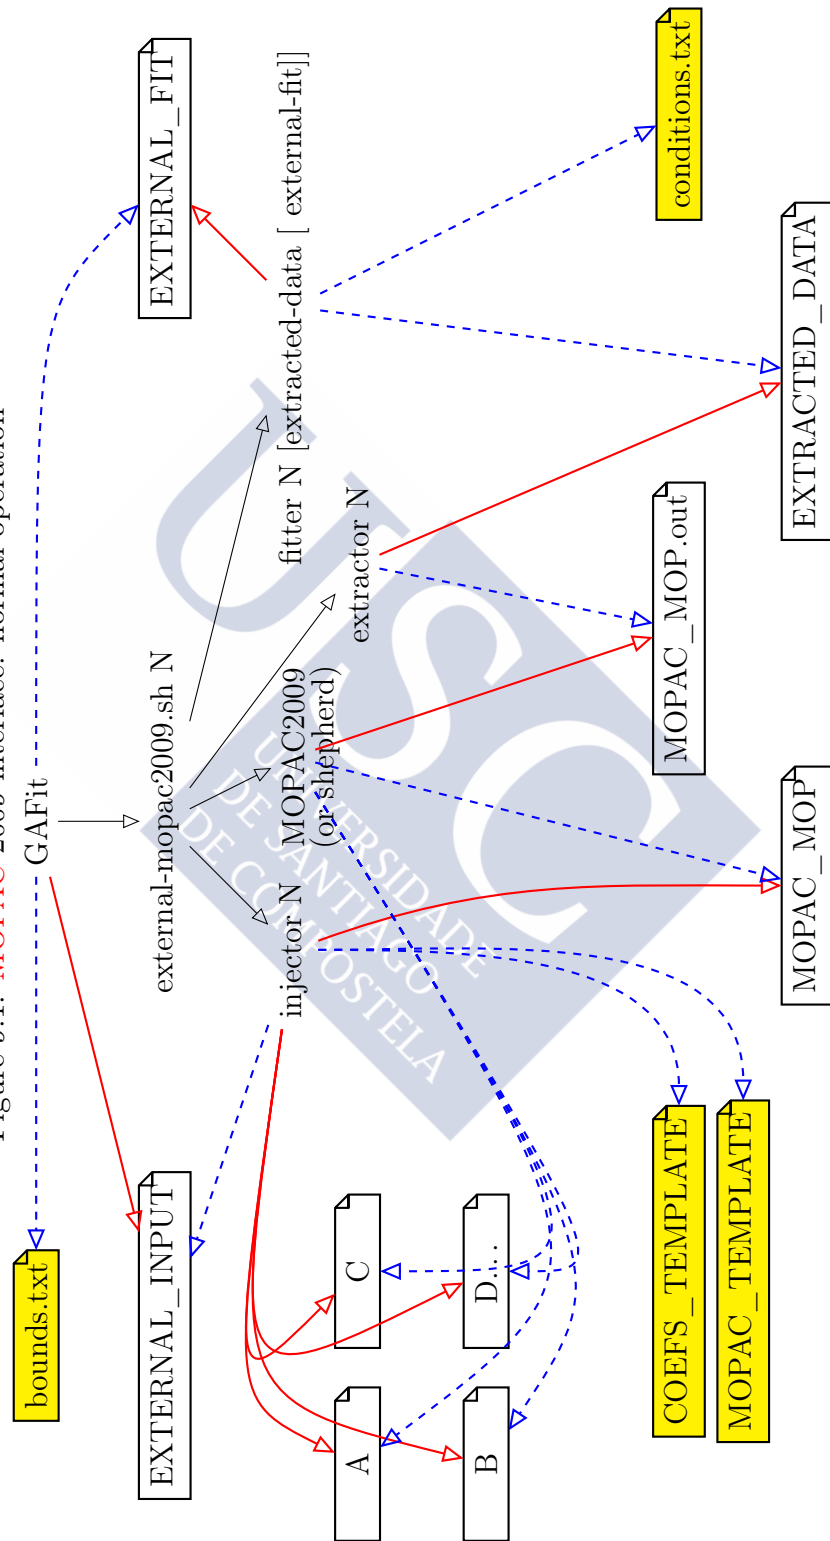 Figure 9.1: MOPAC 2009 interface: normal operation
bounds.txt
GAFit
EXTERNAL_INPUT
external-mopac2009.sh N
EXTERNAL_FIT
injector N
MOPAC2009
(or shepherd)
fitter N [extracted-data [ external-fit]]
extractor N
A
C
B
D...
COEFS_TEMPLATE
MOPAC_TEMPLATE
MOPAC_MOP
MOPAC_MOP.out
EXTRACTED_DATA
conditions.txt
USC
UNIVERSIDADE
DE SANTIAGO
DE COMPOSTELA